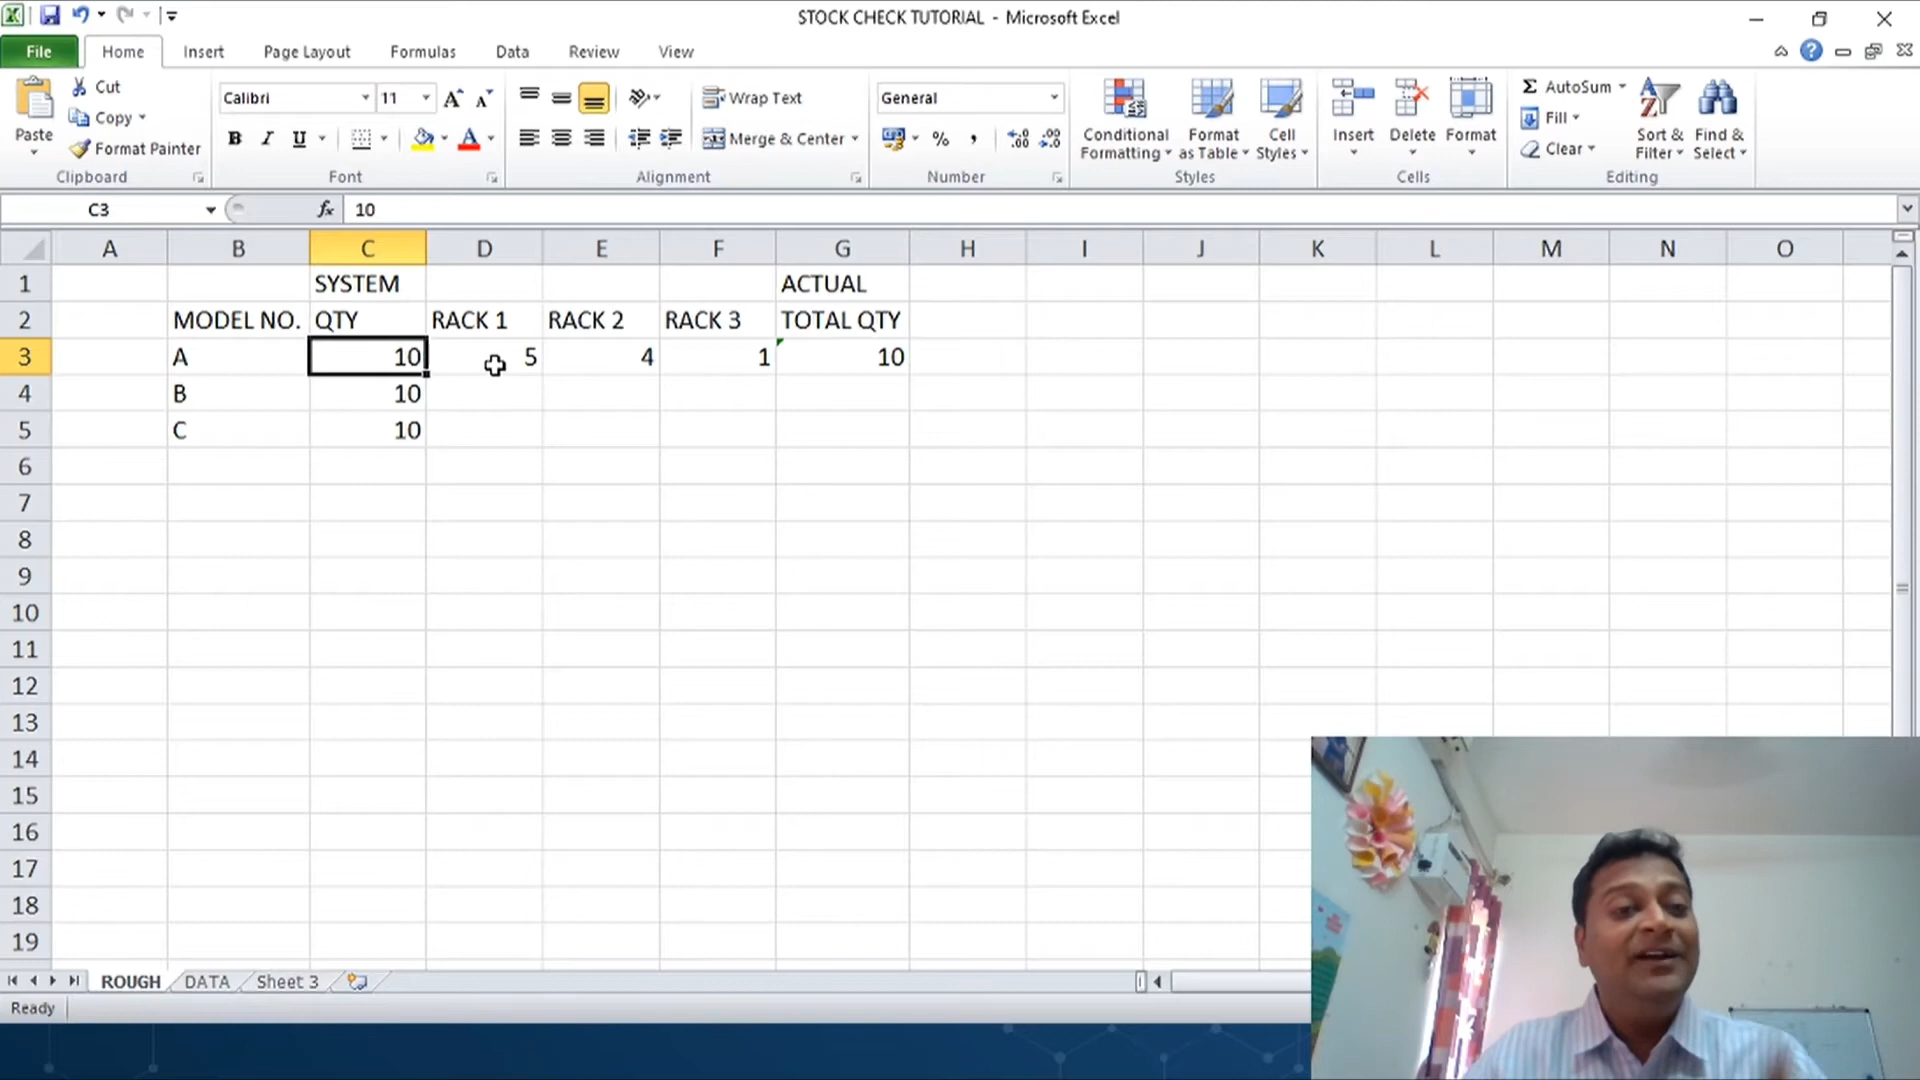 STOCK CHECK TUTORIAL - Microsoft Excel
File Home Insert Page Layout Formulas Data Review View
Paste Cut Copy Format Painter Clipboard
Calibri 11 B I U A A A Font
Wrap Text Merge & Center Alignment
General % , .0 .00 .00 .0 Number
Conditional Formatting Format as Table Cell Styles Styles
Insert Delete Format Cells
Σ AutoSum Fill Clear Sort & Filter Find & Select Editing
C3 fx 10
A B C D E F G H I J K L M N O
1 SYSTEM ACTUAL
2 MODEL NO. QTY RACK 1 RACK 2 RACK 3 TOTAL QTY
3 A 10 5 4 1 10
4 B 10
5 C 10
6
7
8
9
10
11
12
13
14
15
16
17
18
19
ROUGH DATA Sheet 3
Ready